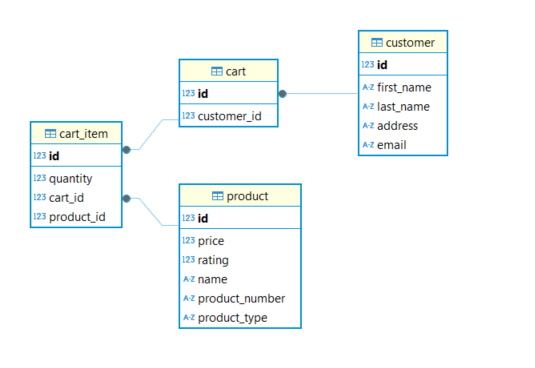 customer
123 id
A-Z first_name
A-Z last_name
A-Z address
A-Z email
cart
123 id
123 customer_id
cart_item
123 id
123 quantity
123 cart_id
123 product_id
product
123 id
123 price
123 rating
A-Z name
A-Z product_number
A-Z product_type